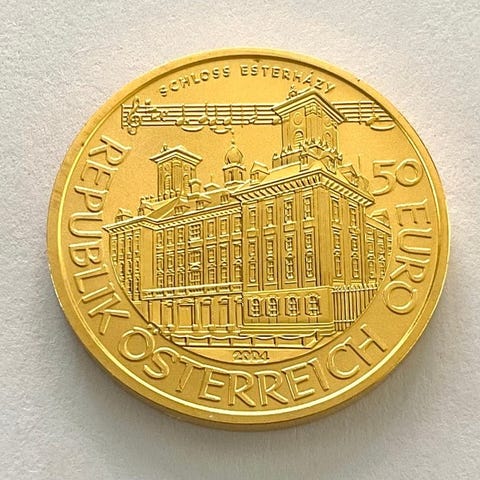 SCHLOSS ESTERHÁZY
REPUBLIK ÖSTERREICH
50 EURO
2004